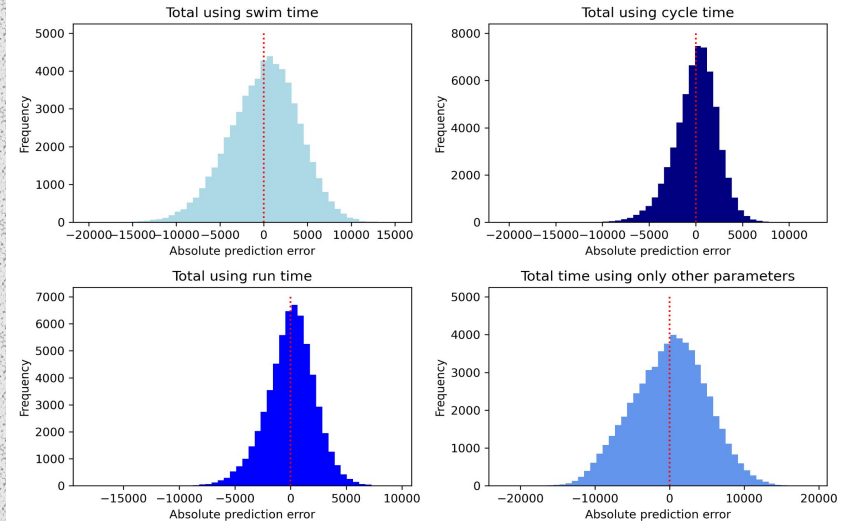 Total using swim time
5000
4000
3000
2000
1000
0
Frequency
−20000 −15000 −10000 −5000 0 5000 10000 15000
Absolute prediction error
Total using cycle time
8000
6000
4000
2000
0
Frequency
−20000 −15000 −10000 −5000 0 5000 10000
Absolute prediction error
Total using run time
7000
6000
5000
4000
3000
2000
1000
0
Frequency
−15000 −10000 −5000 0 5000 10000
Absolute prediction error
Total time using only other parameters
5000
4000
3000
2000
1000
0
Frequency
−20000 −10000 0 10000 20000
Absolute prediction error